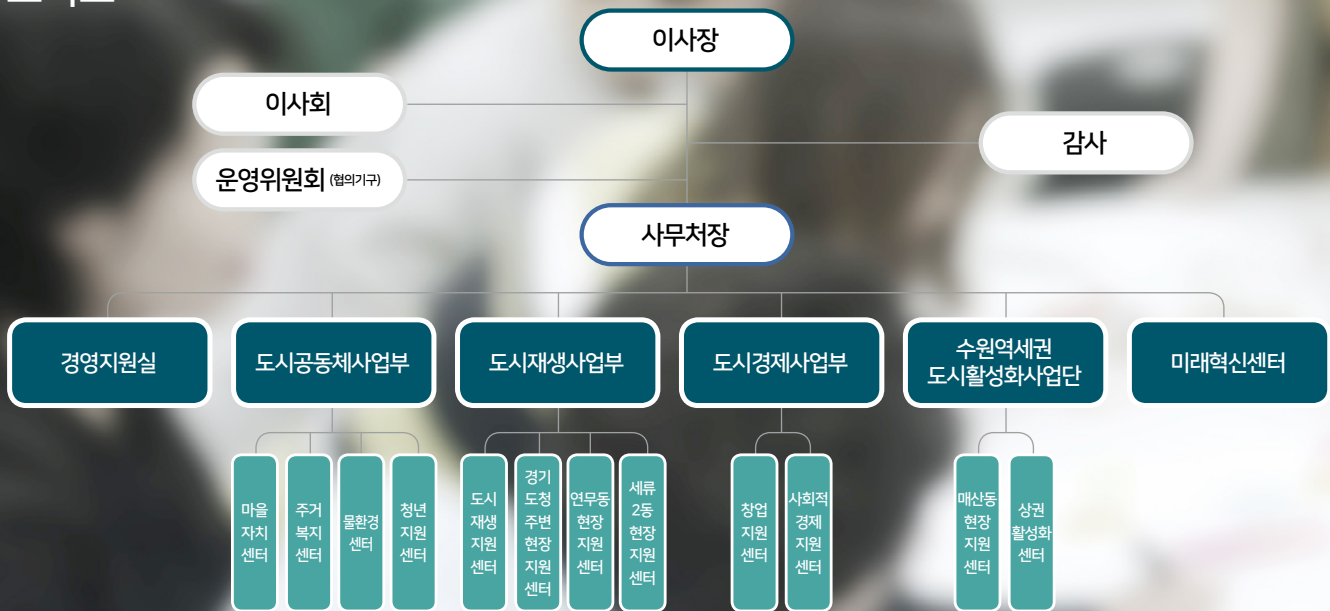 이사장
이사회
감사
운영위원회 (협의기구)
사무처장
경영지원실
도시공동체사업부
도시재생사업부
도시경제사업부
수원역세권
도시활성화사업단
미래혁신센터
마을
자치
센터
주거
복지
센터
물환경
센터
청년
지원
센터
도시
재생
지원
센터
경기
도청
주변
현장
지원
센터
연무동
현장
지원
센터
세류
2동
현장
지원
센터
창업
지원
센터
사회적
경제
지원
센터
매산동
현장
지원
센터
상권
활성화
센터